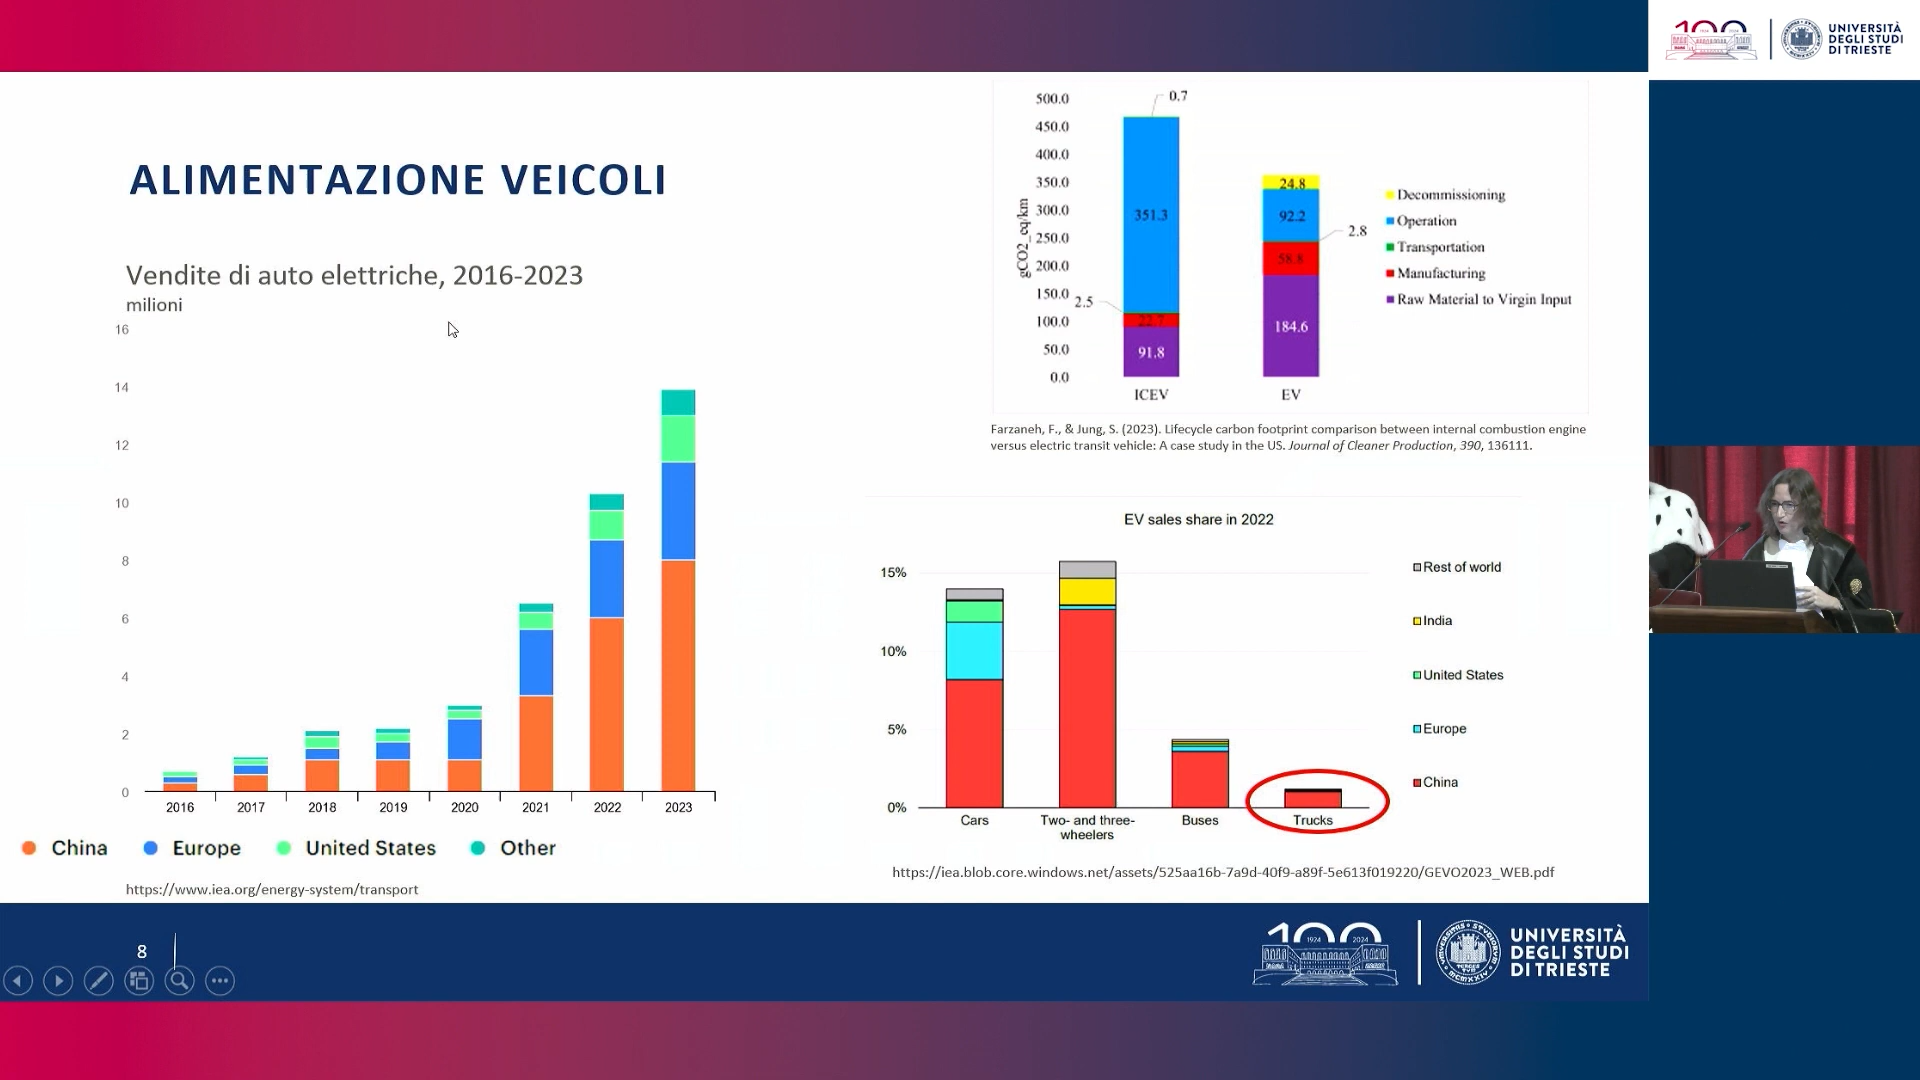 UNIVERSITÀ
DEGLI STUDI
DI TRIESTE
ALIMENTAZIONE VEICOLI
Vendite di auto elettriche, 2016-2023
milioni
16
14
12
10
8
6
4
2
0
2016 2017 2018 2019 2020 2021 2022 2023
China Europe United States Other
https://www.iea.org/energy-system/transport
gCO2_eq/km
500.0
450.0
400.0
350.0
300.0
250.0
200.0
150.0
100.0
50.0
0.0
0.7
351.3
2.5
22.7
91.8
24.8
92.2
2.8
58.8
184.6
ICEV EV
Decommissioning
Operation
Transportation
Manufacturing
Raw Material to Virgin Input
Farzaneh, F., & Jung, S. (2023). Lifecycle carbon footprint comparison between internal combustion engine
versus electric transit vehicle: A case study in the US. Journal of Cleaner Production, 390, 136111.
EV sales share in 2022
15%
10%
5%
0%
Cars Two- and three- Buses Trucks
wheelers
Rest of world
India
United States
Europe
China
https://iea.blob.core.windows.net/assets/525aa16b-7a9d-40f9-a89f-5e613f019220/GEVO2023_WEB.pdf
8
100
1924 2024
UNIVERSITÀ
DEGLI STUDI
DI TRIESTE